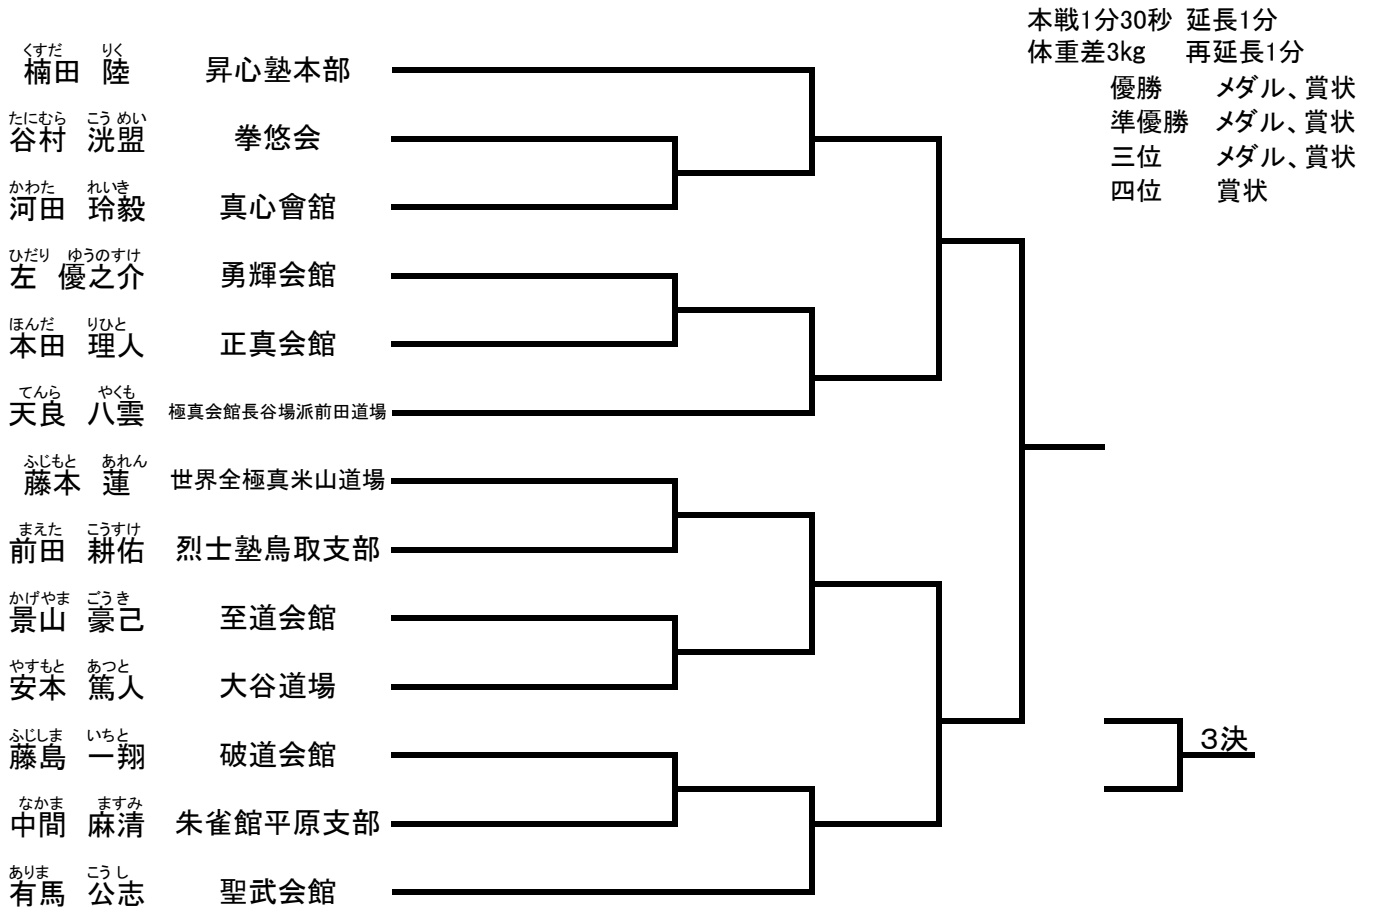 本戦1分30秒 延長1分
体重差3kg 再延長1分
優勝 メダル、賞状
準優勝 メダル、賞状
三位 メダル、賞状
四位 賞状
くすだ りく
楠田 陸 昇心塾本部
たにむら こうめい
谷村 洸盟 拳悠会
かわた れいき
河田 玲毅 真心會舘
ひだり ゆうのすけ
左 優之介 勇輝会館
ほんだ りひと
本田 理人 正真会館
てんら やくも
天良 八雲 極真会館長谷場派前田道場
ふじもと あれん
藤本 蓮 世界全極真米山道場
まえた こうすけ
前田 耕佑 烈士塾鳥取支部
かげやま ごうき
景山 豪己 至道会館
やすもと あつと
安本 篤人 大谷道場
ふじしま いちと
藤島 一翔 破道会館
なかま ますみ
中間 麻清 朱雀館平原支部
ありま こうし
有馬 公志 聖武会館
３決